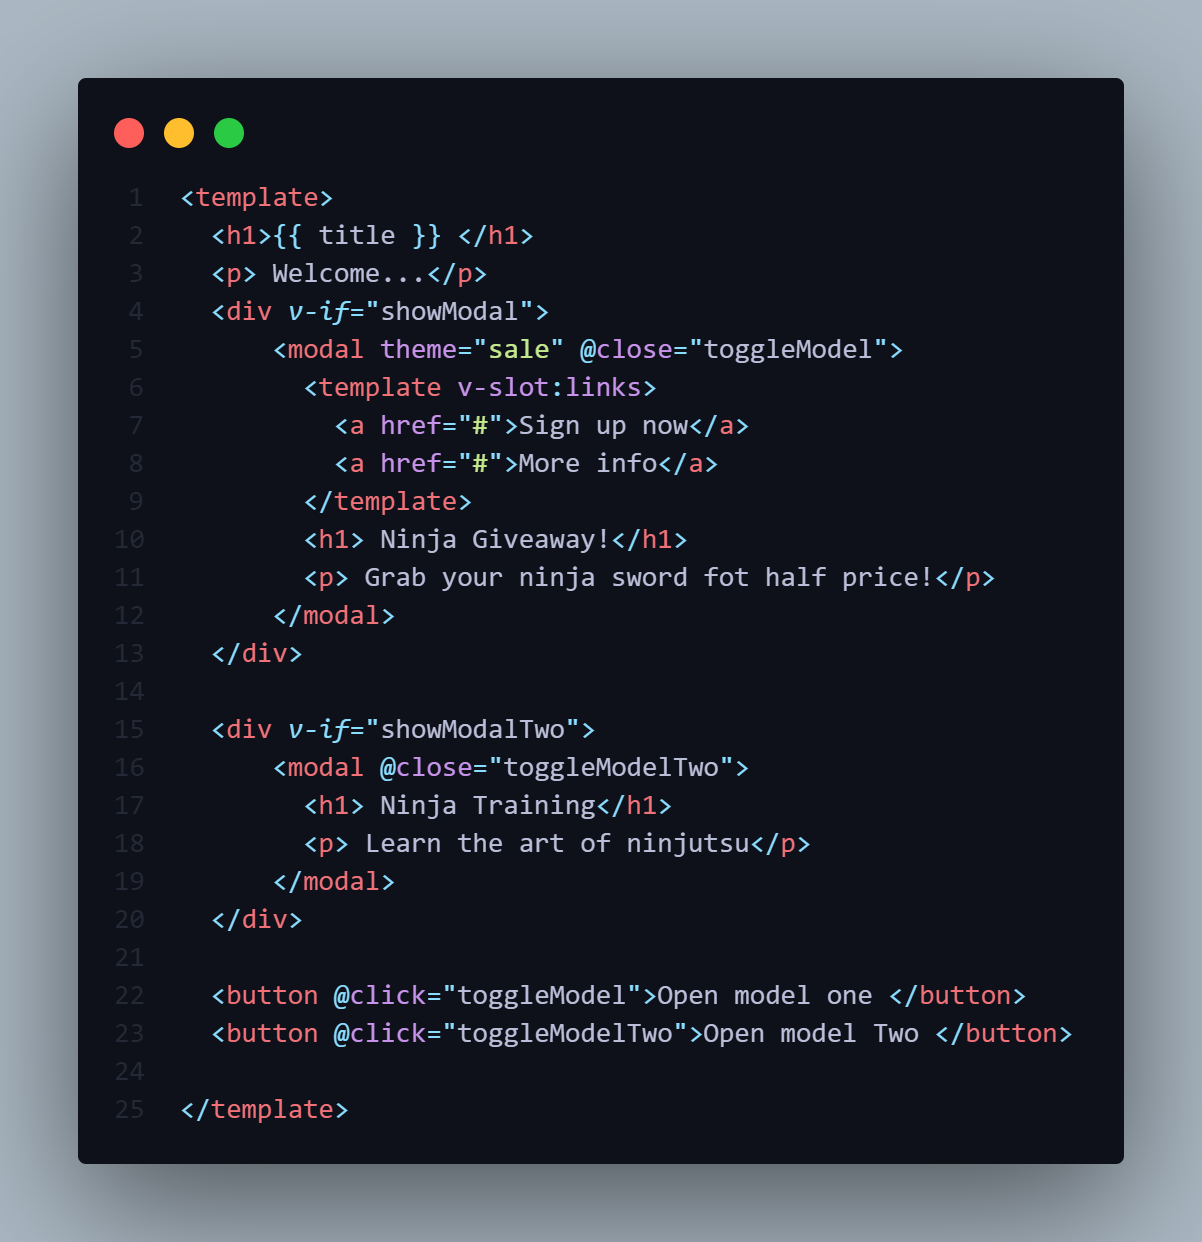 1 <template>
2   <h1>{{ title }} </h1>
3   <p> Welcome...</p>
4   <div v-if="showModal">
5       <modal theme="sale" @close="toggleModel">
6         <template v-slot:links>
7           <a href="#">Sign up now</a>
8           <a href="#">More info</a>
9         </template>
10         <h1> Ninja Giveaway!</h1>
11         <p> Grab your ninja sword fot half price!</p>
12       </modal>
13   </div>
14
15   <div v-if="showModalTwo">
16       <modal @close="toggleModelTwo">
17         <h1> Ninja Training</h1>
18         <p> Learn the art of ninjutsu</p>
19       </modal>
20   </div>
21
22   <button @click="toggleModel">Open model one </button>
23   <button @click="toggleModelTwo">Open model Two </button>
24
25 </template>